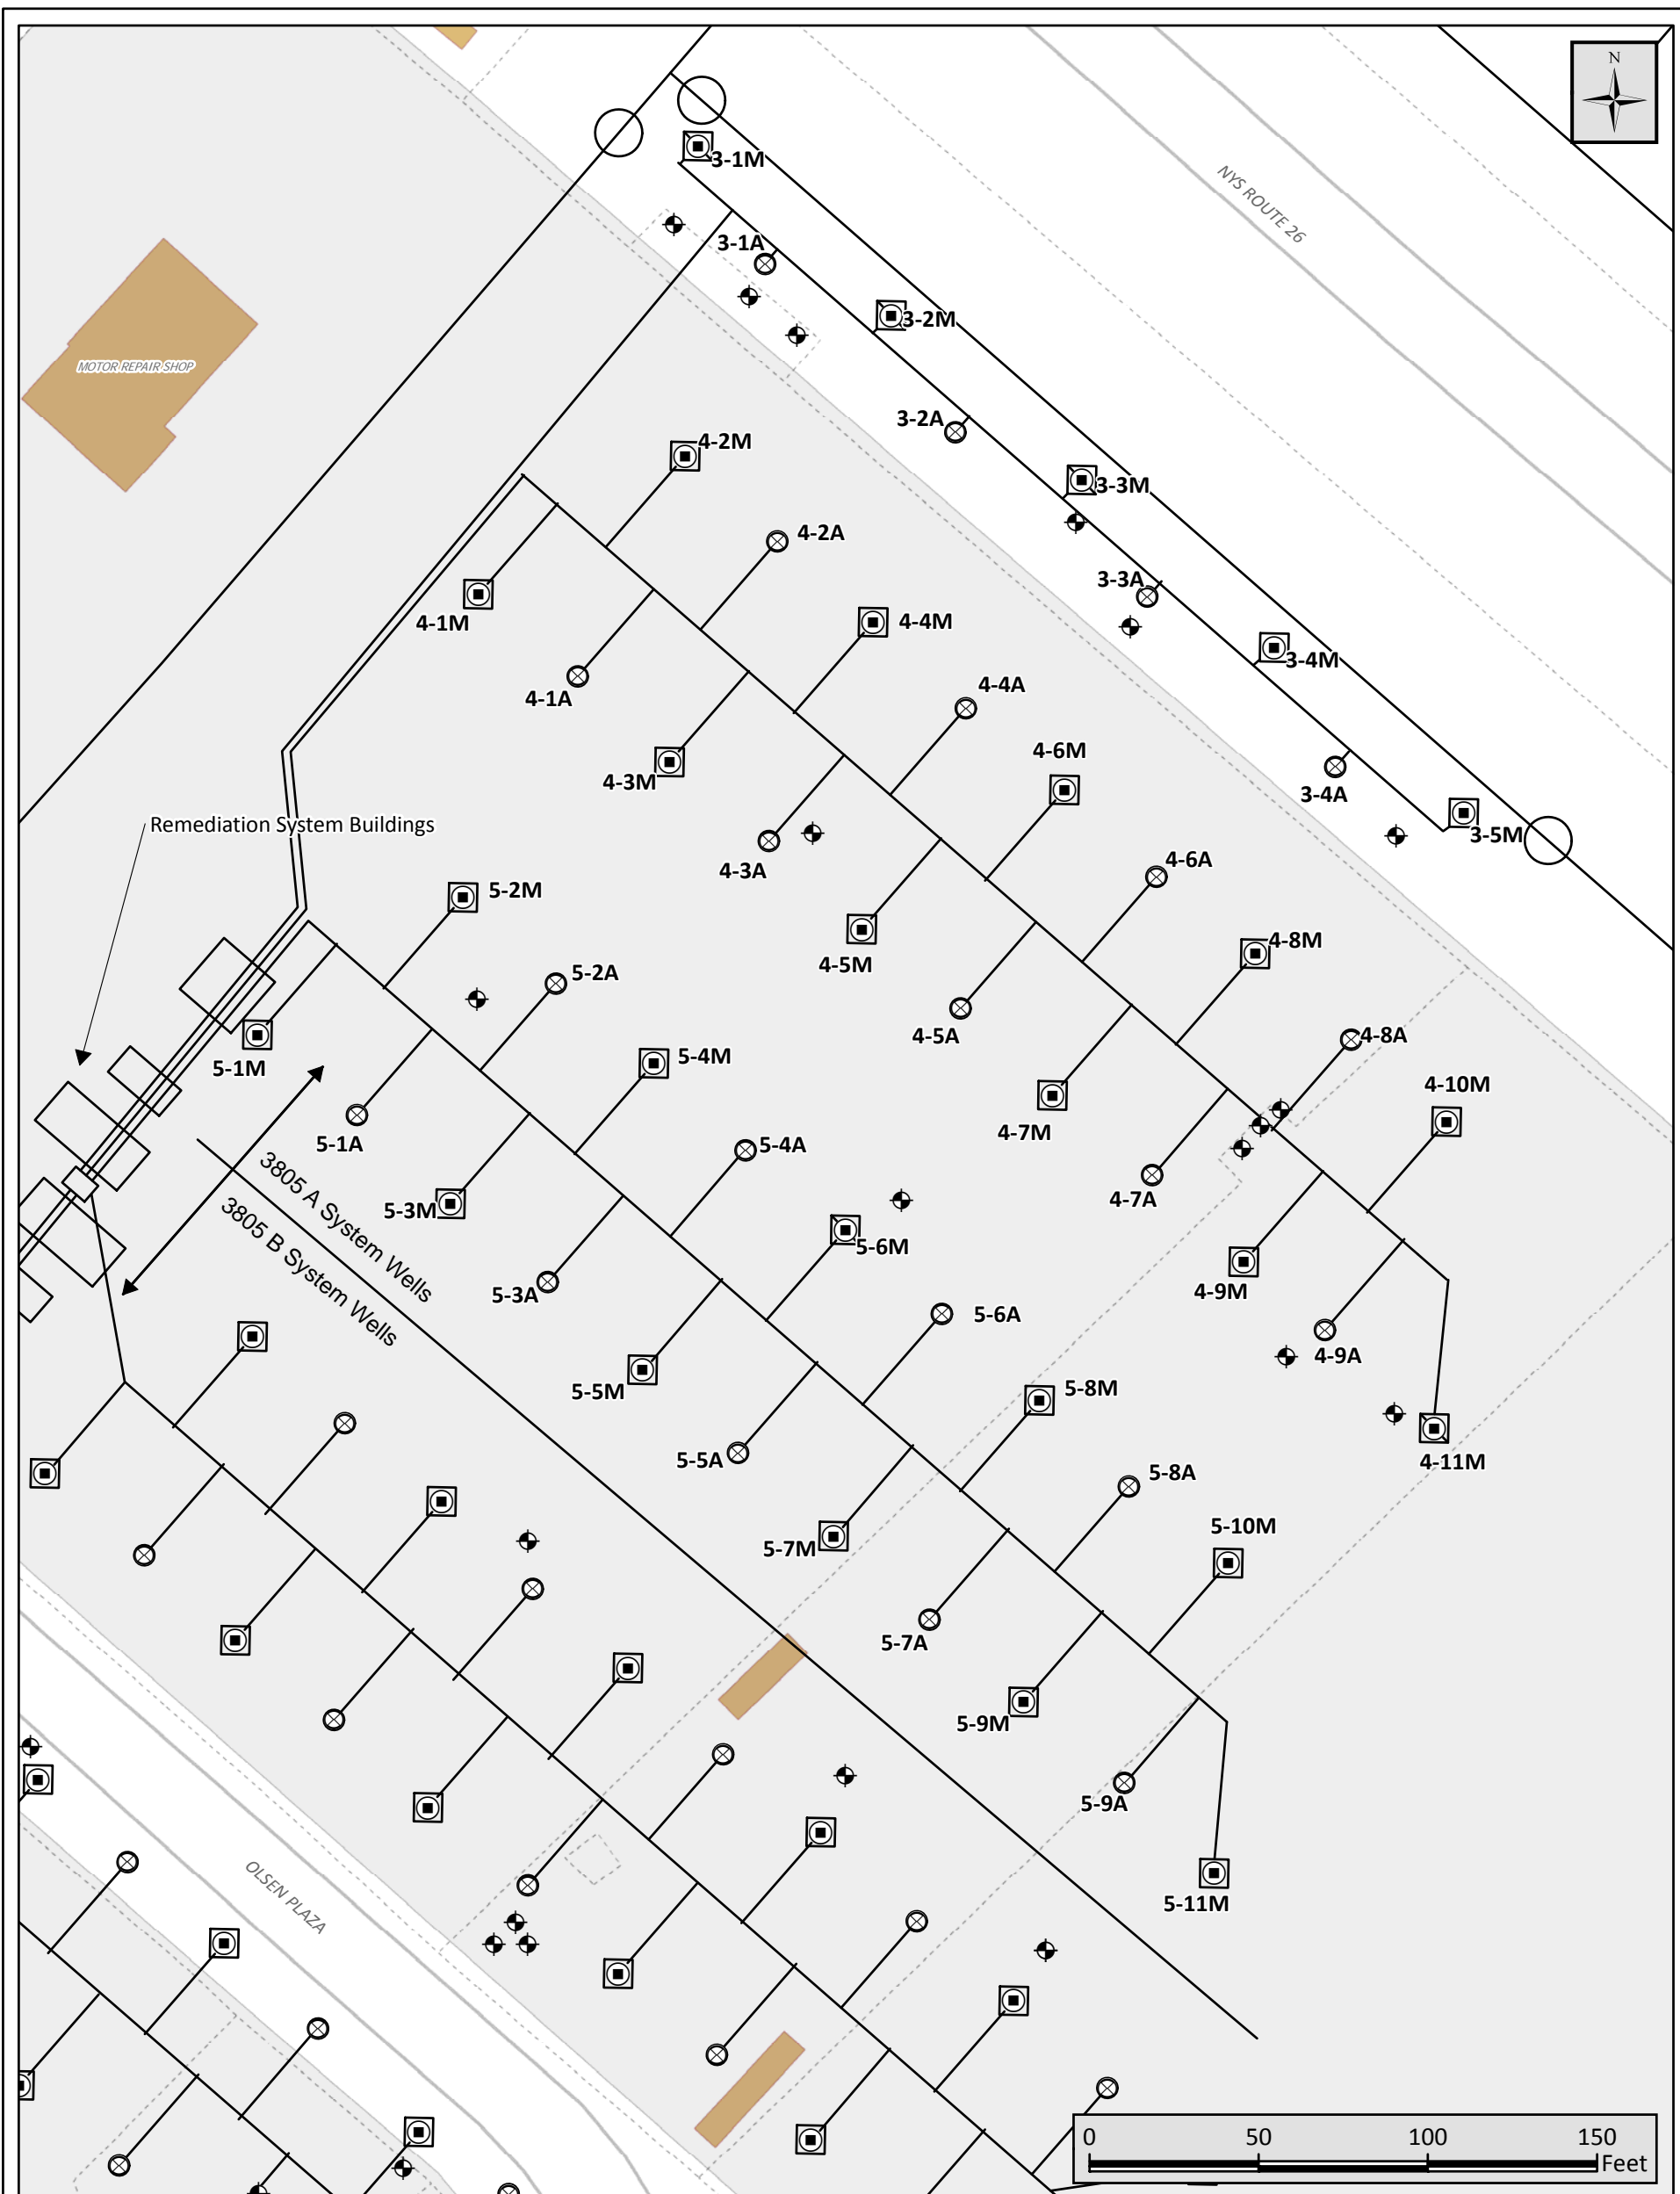 N
3-1M
NYS ROUTE 26
3-1A
3-2M
MOTOR REPAIR SHOP
3-2A
4-2M
3-3M
4-2A
3-3A
4-1M
4-4M
3-4M
4-1A
4-4A
4-6M
4-3M
3-4A
Remediation System Buildings
3-5M
4-3A
4-6A
5-2M
4-8M
4-5M
5-2A
4-5A
4-8A
5-4M
5-1M
4-10M
4-7M
5-1A
5-4A
3805 A System Wells
4-7A
5-3M
3805 B System Wells
5-6M
4-9M
5-3A
5-6A
4-9A
5-5M
5-8M
5-5A
4-11M
5-8A
5-10M
5-7M
5-7A
5-9M
5-9A
OLSEN PLAZA
5-11M
0 50 100 150
Feet